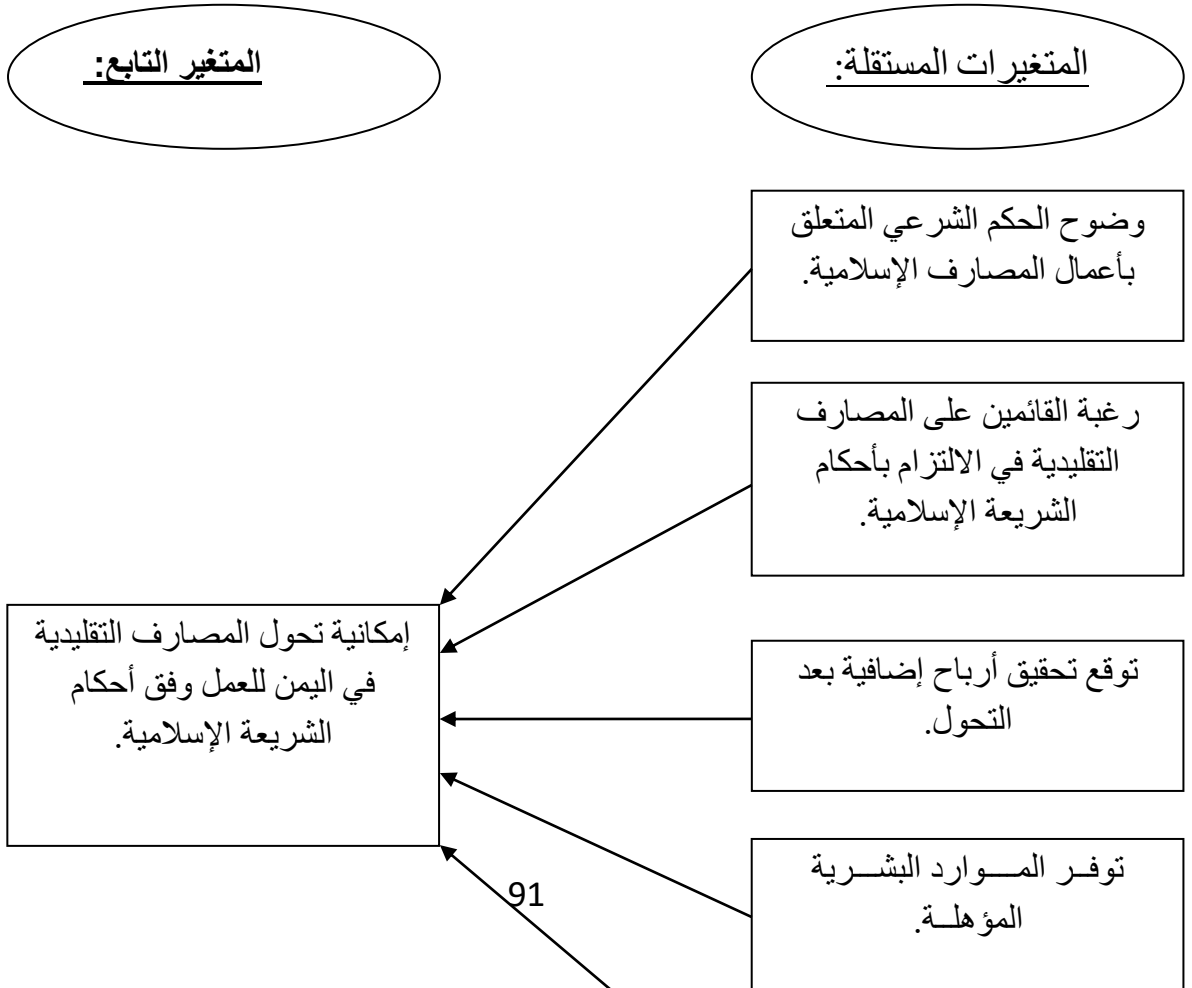 المتغيرات المستقلة:
المتغير التابع:
وضوح الحكم الشرعي المتعلق
بأعمال المصارف الإسلامية.
رغبة القائمين على المصارف
التقليدية في الالتزام بأحكام
الشريعة الإسلامية.
إمكانية تحول المصارف التقليدية
في اليمن للعمل وفق أحكام
الشريعة الإسلامية.
توقع تحقيق أرباح إضافية بعد
التحول.
توفـر المــــوارد البشـــرية
المؤهلــة.
91